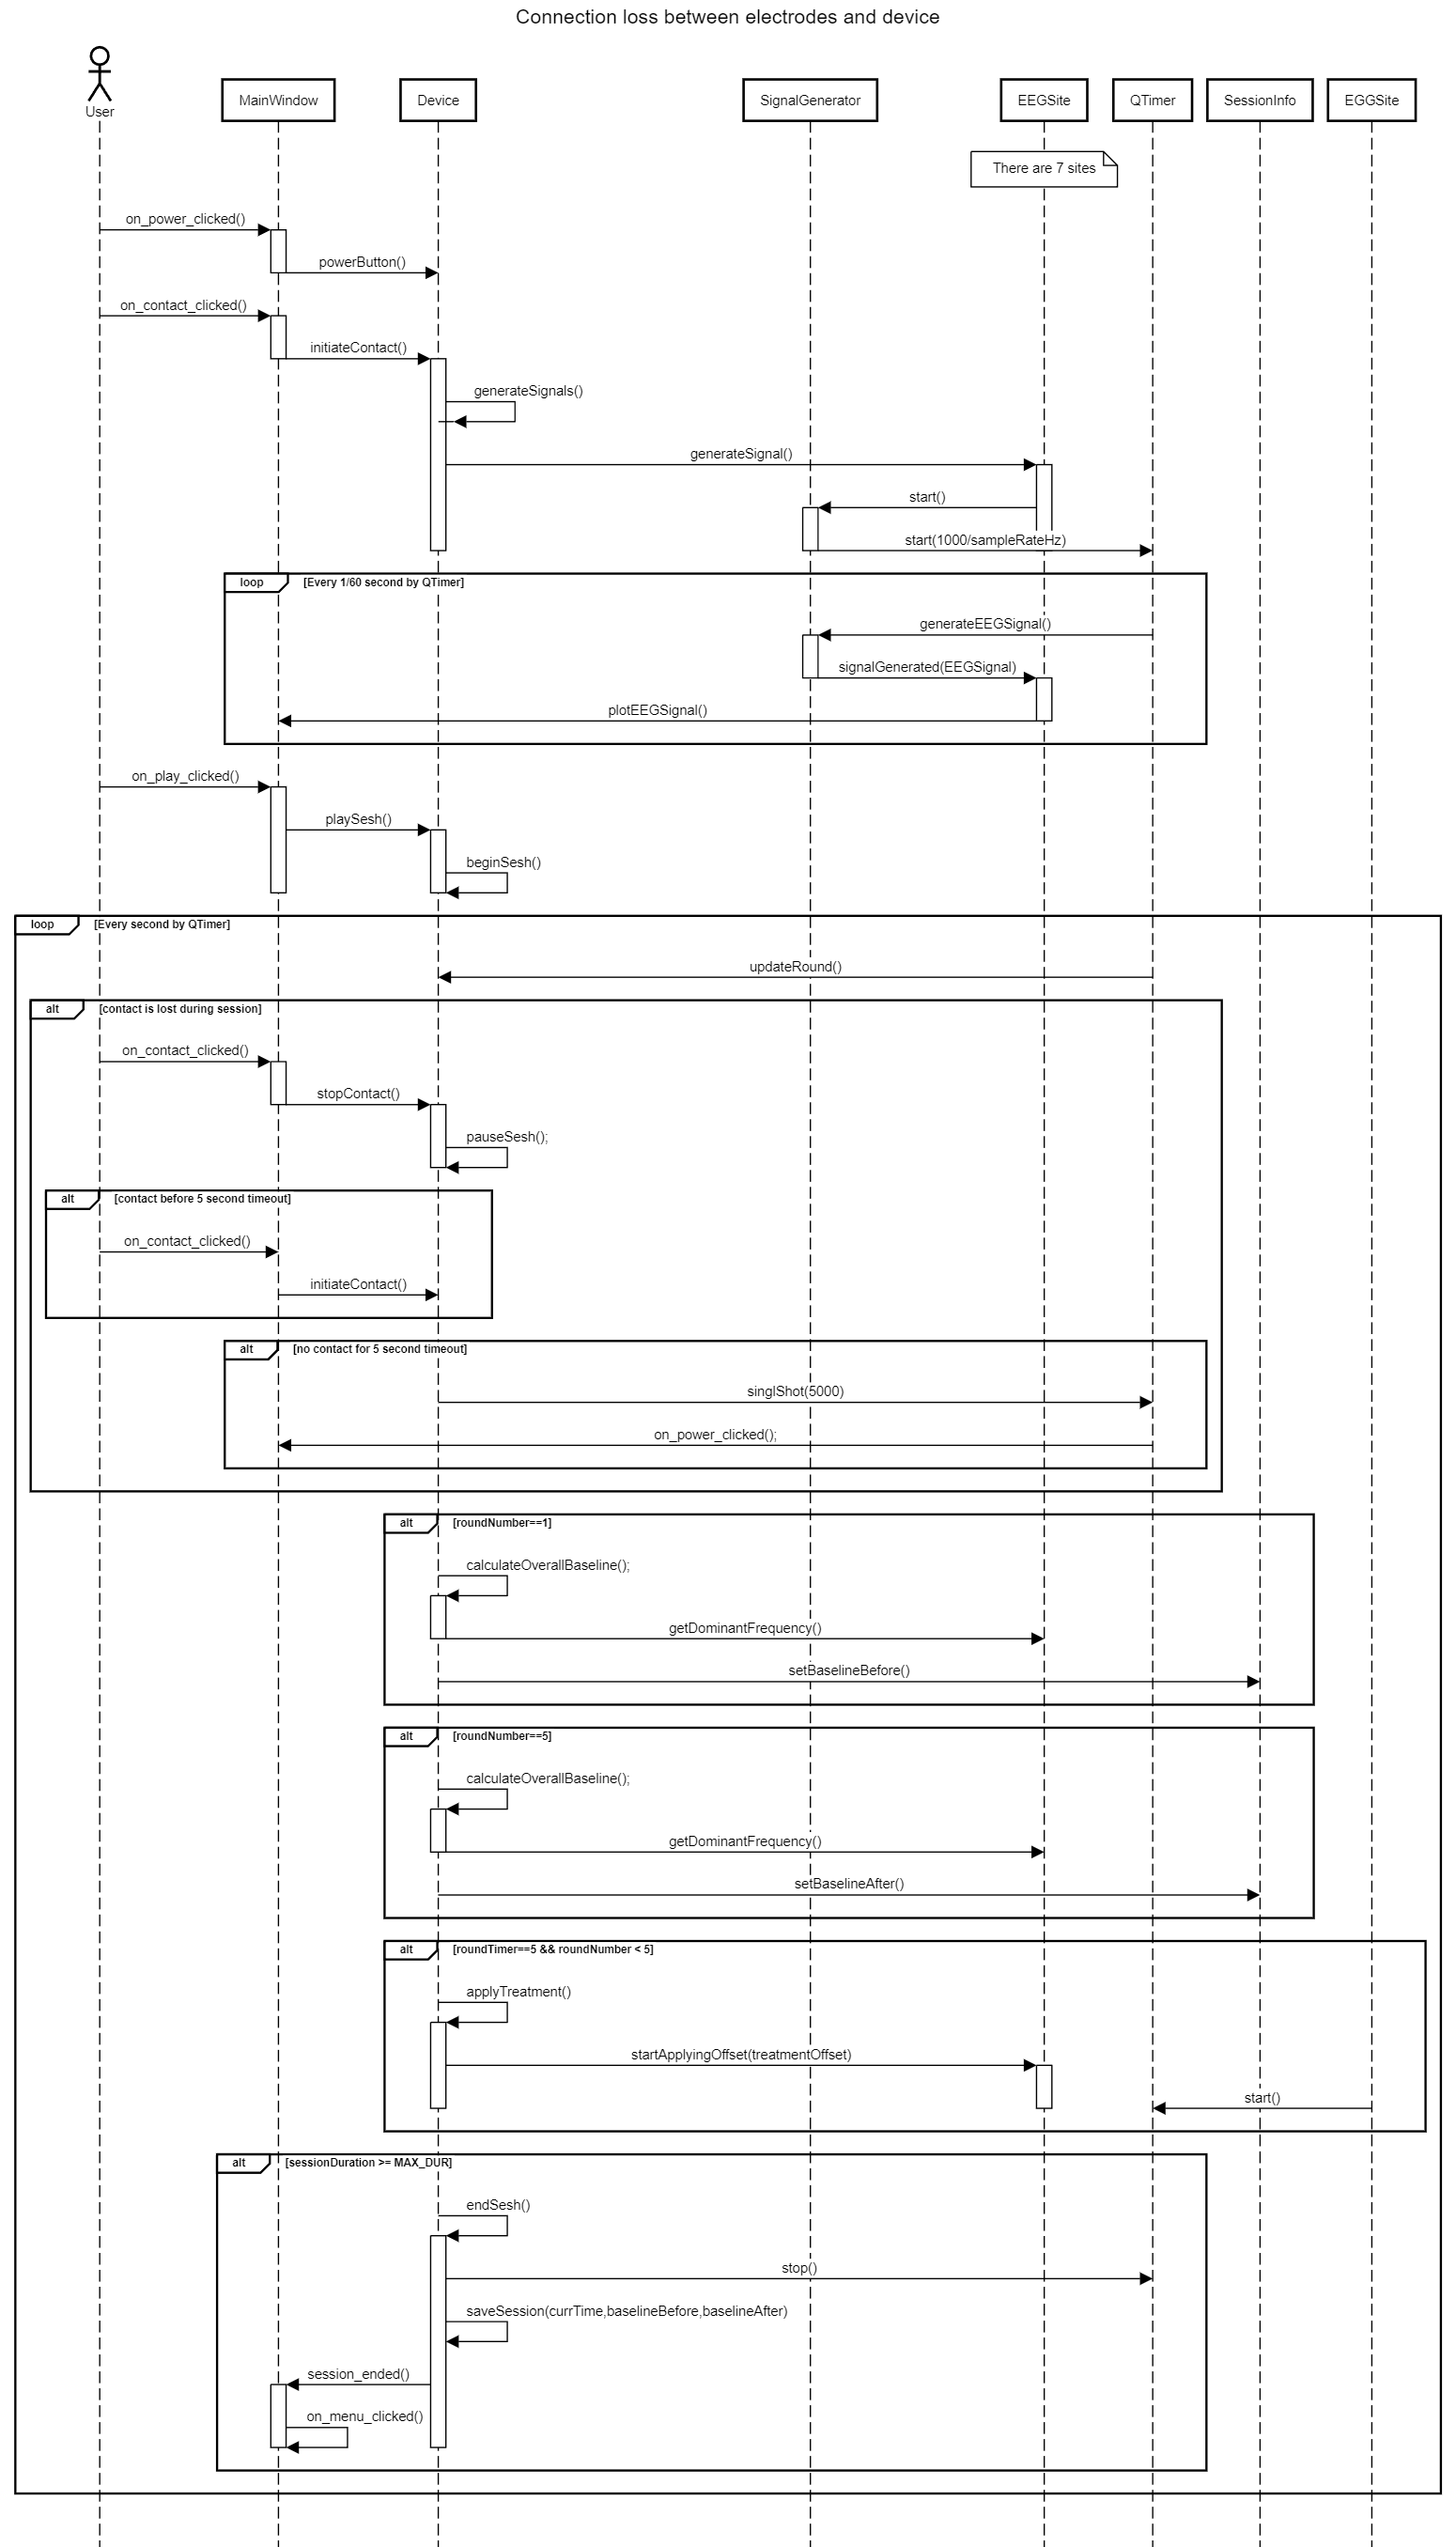 Connection loss between electrodes and device
User
MainWindow
Device
SignalGenerator
EEGSite
QTimer
SessionInfo
EGGSite
There are 7 sites
on_power_clicked()
powerButton()
on_contact_clicked()
initiateContact()
generateSignals()
generateSignal()
start()
start(1000/sampleRateHz)
loop [Every 1/60 second by QTimer]
generateEEGSignal()
signalGenerated(EEGSignal)
plotEEGSignal()
on_play_clicked()
playSesh()
beginSesh()
loop [Every second by QTimer]
updateRound()
alt [contact is lost during session]
on_contact_clicked()
stopContact()
pauseSesh();
alt [contact before 5 second timeout]
on_contact_clicked()
initiateContact()
alt [no contact for 5 second timeout]
singlShot(5000)
on_power_clicked();
alt [roundNumber==1]
calculateOverallBaseline();
getDominantFrequency()
setBaselineBefore()
alt [roundNumber==5]
calculateOverallBaseline();
getDominantFrequency()
setBaselineAfter()
alt [roundTimer==5 && roundNumber < 5]
applyTreatment()
startApplyingOffset(treatmentOffset)
start()
alt [sessionDuration >= MAX_DUR]
endSesh()
stop()
saveSession(currTime,baselineBefore,baselineAfter)
session_ended()
on_menu_clicked()